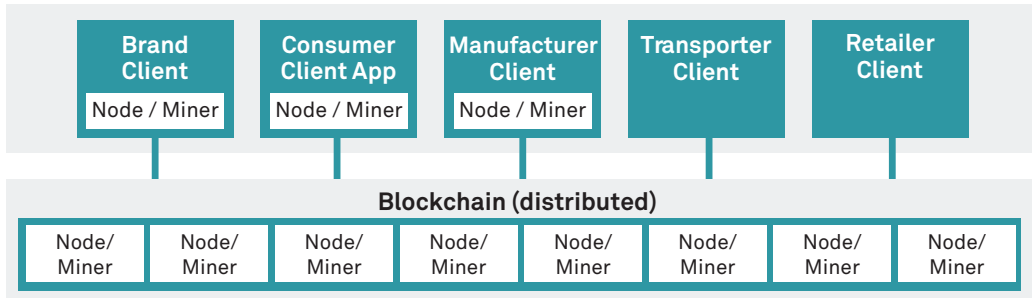 Brand
Client
Node / Miner
Consumer
Client App
Node / Miner
Manufacturer
Client
Node / Miner
Transporter
Client
Retailer
Client
Blockchain (distributed)
Node/
Miner
Node/
Miner
Node/
Miner
Node/
Miner
Node/
Miner
Node/
Miner
Node/
Miner
Node/
Miner